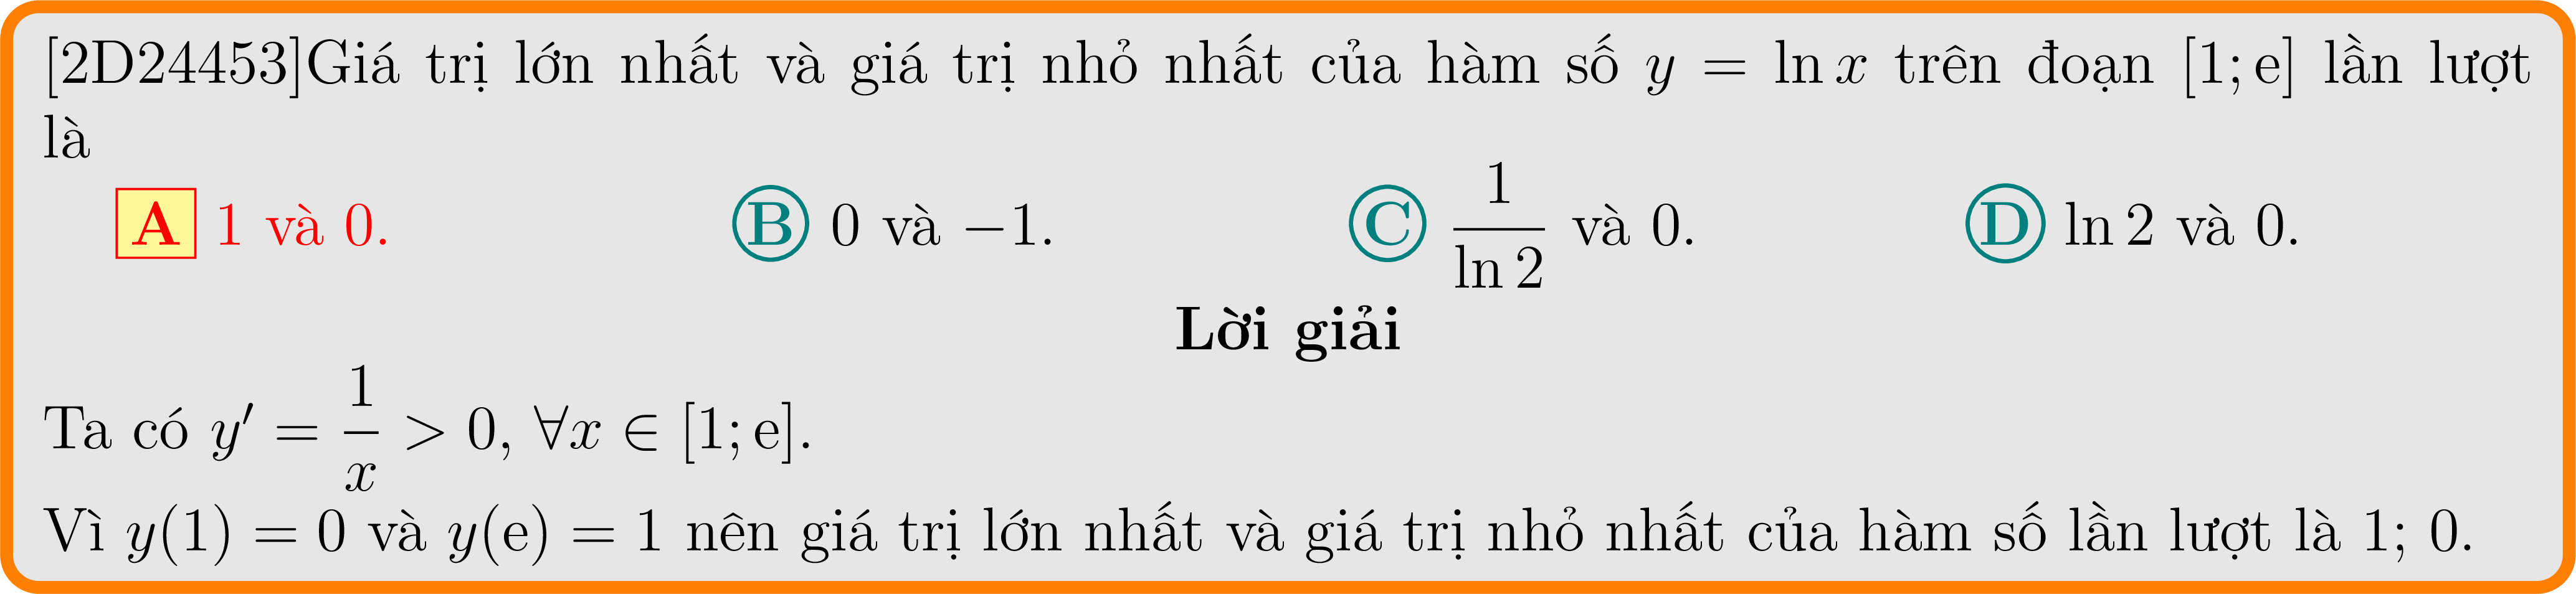 [2D24453]Giá trị lớn nhất và giá trị nhỏ nhất của hàm số y = ln x trên đoạn [1; e] lần lượt
là
A 1 và 0. B 0 và −1. C \frac{1}{\ln 2} và 0. D ln 2 và 0.
Lời giải
Ta có y′ = \frac{1}{x} > 0, ∀x ∈ [1; e].
Vì y(1) = 0 và y(e) = 1 nên giá trị lớn nhất và giá trị nhỏ nhất của hàm số lần lượt là 1; 0.